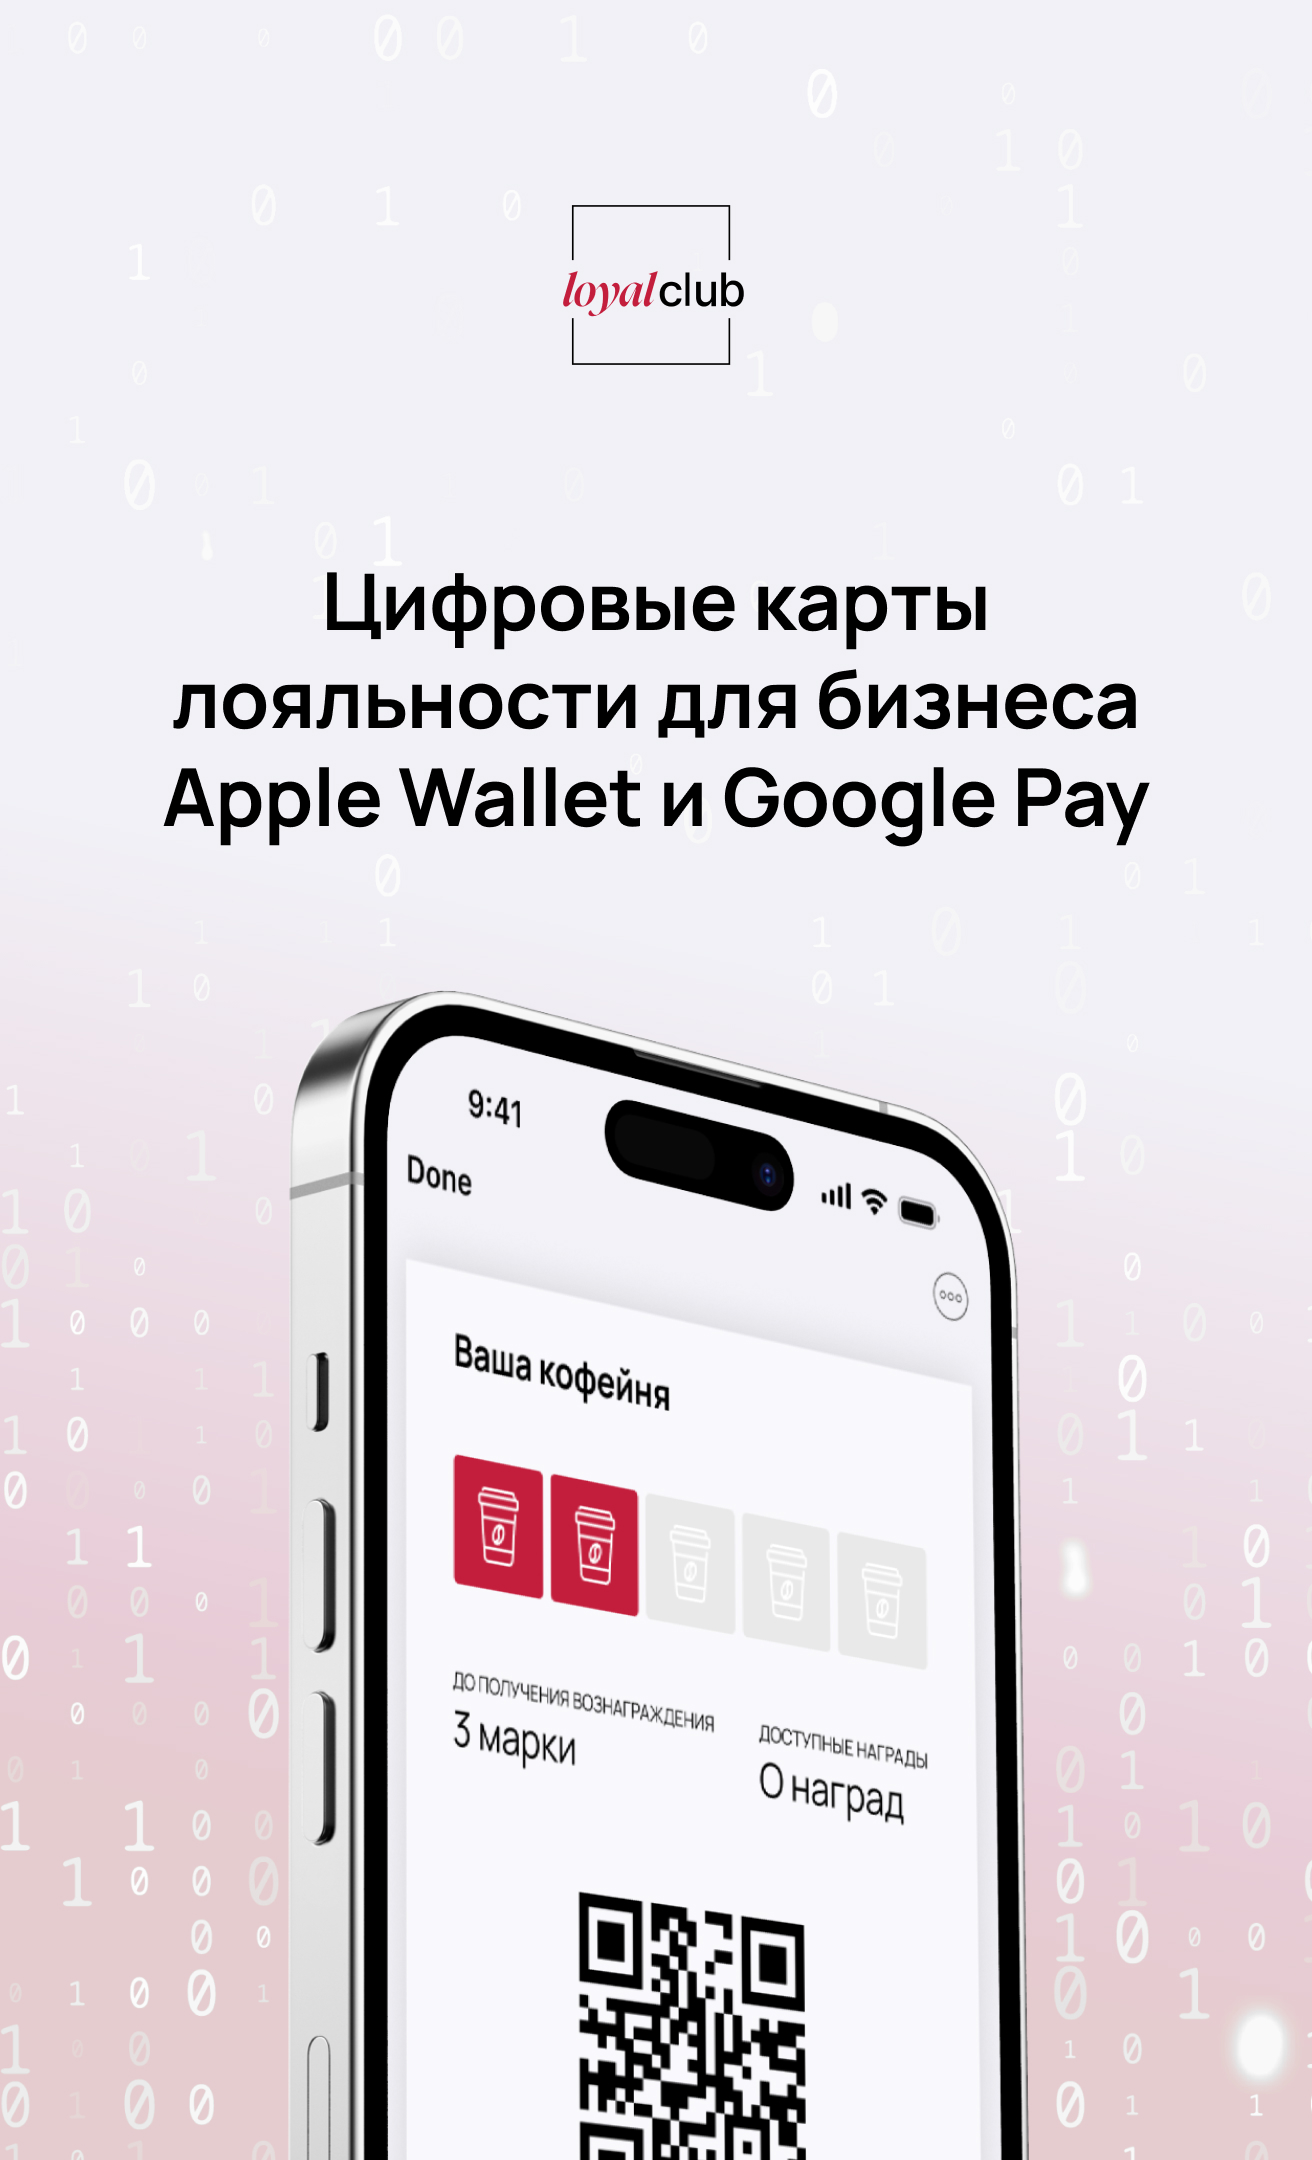 loyalclub
Цифровые карты
лояльности для бизнеса
Apple Wallet и Google Pay
9:41
Done
Ваша кофейня
ДО ПОЛУЧЕНИЯ ВОЗНАГРАЖДЕНИЯ
3 марки
ДОСТУПНЫЕ НАГРАДЫ
0 наград